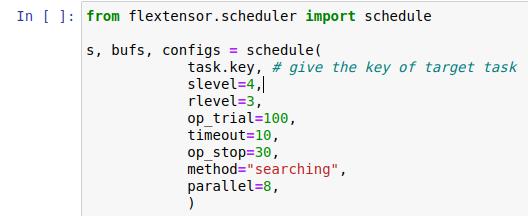 In [ ]: from flextensor.scheduler import schedule
s, bufs, configs = schedule(
task.key, # give the key of target task
slevel=4,
rlevel=3,
op_trial=100,
timeout=10,
op_stop=30,
method="searching",
parallel=8,
)